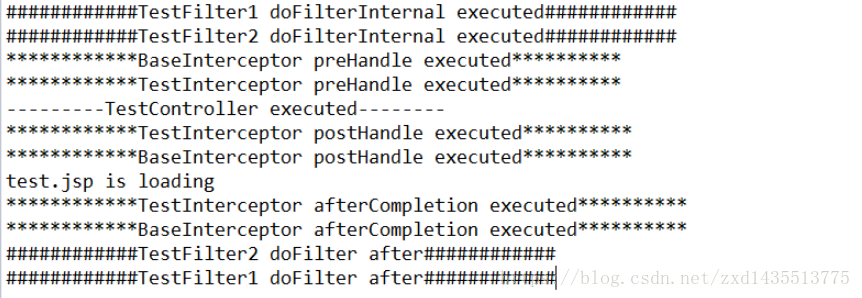 ############TestFilter1 doFilterInternal executed############
############TestFilter2 doFilterInternal executed############
************BaseInterceptor preHandle executed**********
************TestInterceptor preHandle executed**********
---------TestController executed--------
************TestInterceptor postHandle executed**********
************BaseInterceptor postHandle executed**********
test.jsp is loading
************TestInterceptor afterCompletion executed**********
************BaseInterceptor afterCompletion executed**********
############TestFilter2 doFilter after############
############TestFilter1 doFilter after############
//blog.csdn.net/zxd1435513775